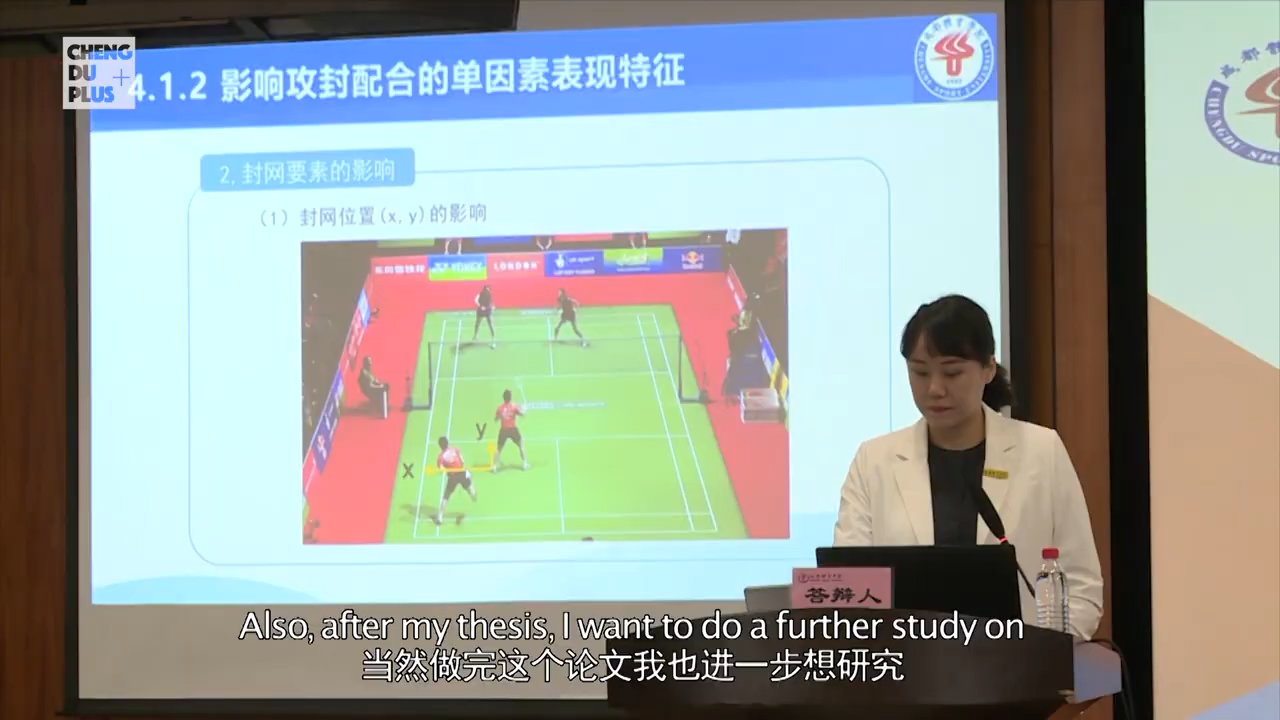 CHENG
DU
PLUS+
4.1.2 影响攻封配合的单因素表现特征
2,封网要素的影响
（1）封网位置(x,y)的影响
YONEX
LONDON
y
X
答辩人
Also, after my thesis, I want to do a further study on
当然做完这个论文我也进一步想研究